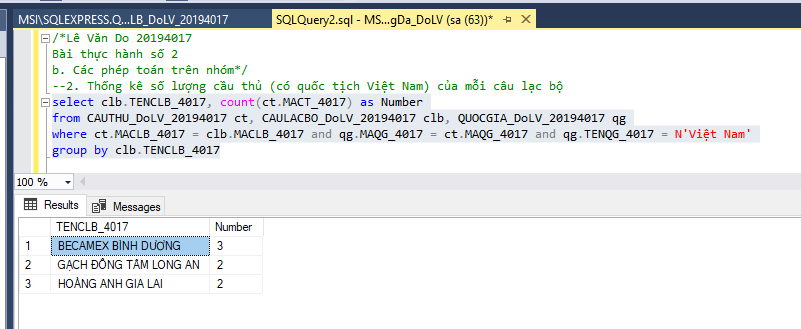 MSI\SQLEXPRESS.Q...LB_DoLV_20194017 SQLQuery2.sql - MS...gDa_DoLV (sa (63))*
/*Lê Văn Do 20194017
Bài thực hành số 2
b. Các phép toán trên nhóm*/
--2. Thống kê số lượng cầu thủ (có quốc tịch Việt Nam) của mỗi câu lạc bộ
select clb.TENCLB_4017, count(ct.MACT_4017) as Number
from CAUTHU_DoLV_20194017 ct, CAULACBO_DoLV_20194017 clb, QUOCGIA_DoLV_20194017 qg
where ct.MACLB_4017 = clb.MACLB_4017 and qg.MAQG_4017 = ct.MAQG_4017 and qg.TENQG_4017 = N'Việt Nam'
group by clb.TENCLB_4017
100 %
Results Messages
TENCLB_4017 Number
1 BECAMEX BÌNH DƯƠNG 3
2 GẠCH ĐỒNG TÂM LONG AN 2
3 HOÀNG ANH GIA LAI 2